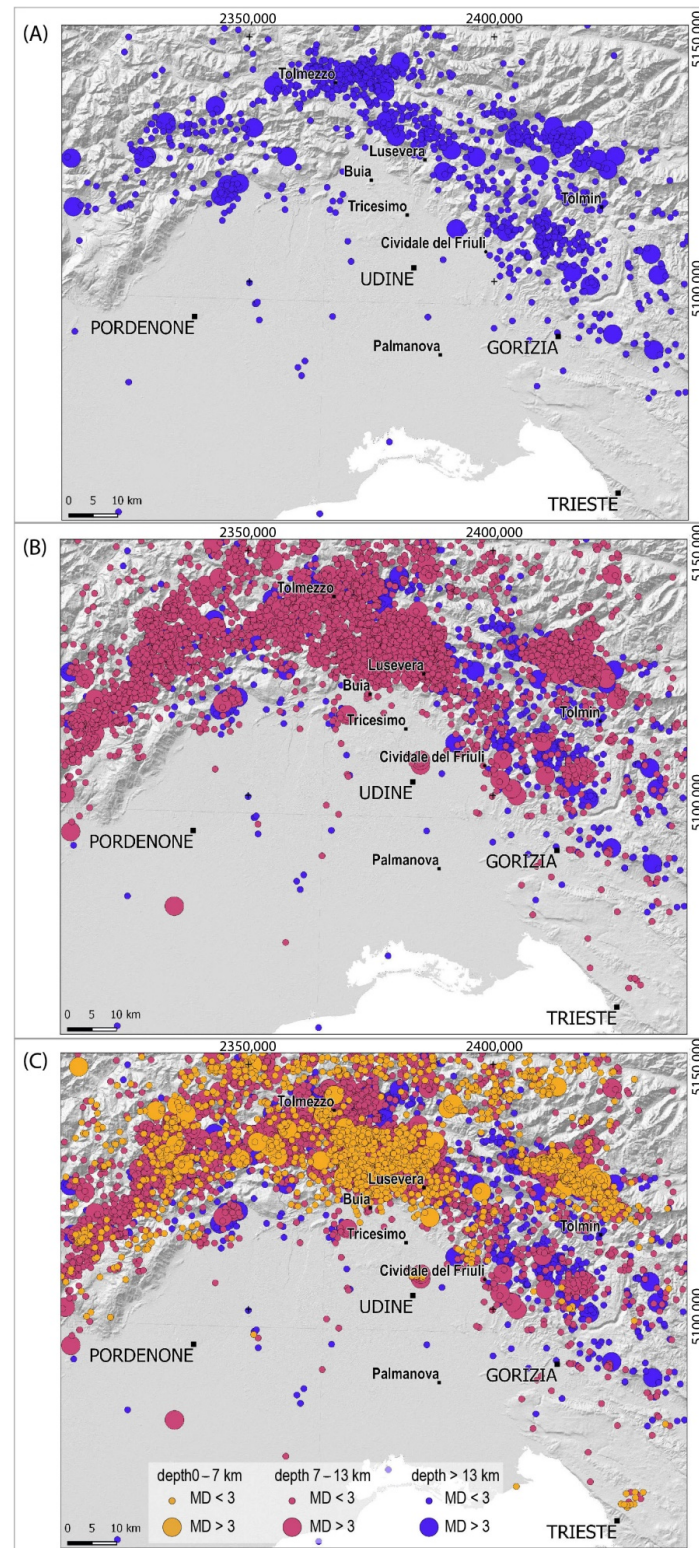 (A)
2350,000
2400,000
5150,000
Tolmezzo
Lusevera
Buia
Tricesimo
Tolmin
Cividale del Friuli
UDINE
5100,000
PORDENONE
Palmanova
GORIZIA
0 5 10 km
TRIESTE
(B)
2350,000
2400,000
5150,000
Tolmezzo
Lusevera
Buia
Tricesimo
Tolmin
Cividale del Friuli
UDINE
5100,000
PORDENONE
Palmanova
GORIZIA
0 5 10 km
TRIESTE
(C)
2350,000
2400,000
5150,000
Tolmezzo
Lusevera
Buia
Tricesimo
Tolmin
Cividale del Friuli
UDINE
5100,000
PORDENONE
Palmanova
GORIZIA
depth0 – 7 km depth 7 – 13 km depth > 13 km
MD < 3 MD < 3 MD < 3
MD > 3 MD > 3 MD > 3
0 5 10 km
TRIESTE